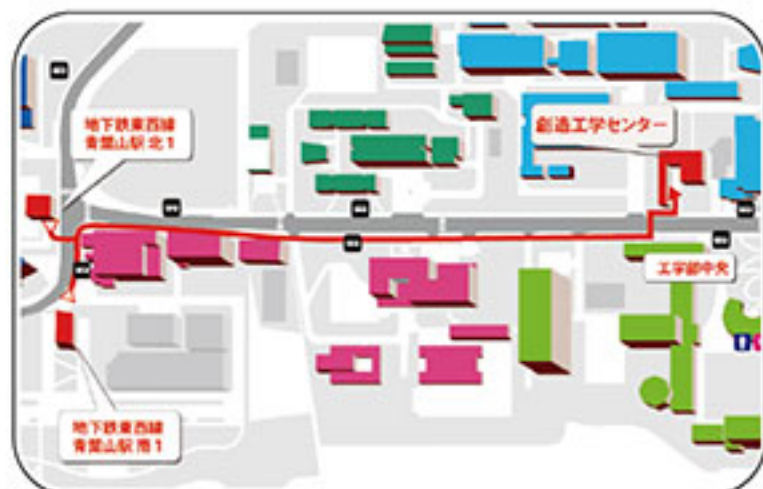 地下鉄東西線
青葉山駅 北1
創造工学センター
工学部中央
地下鉄東西線
青葉山駅 南1